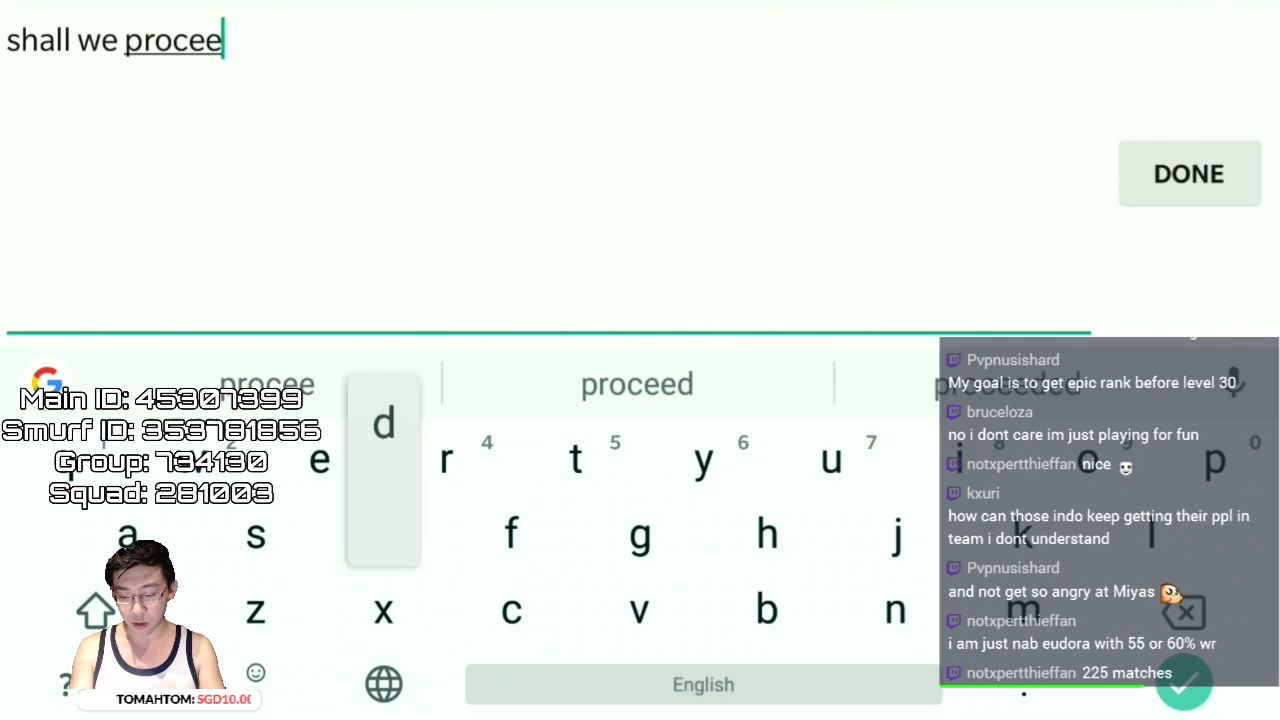 shall we procee
DONE
procee
proceed
proceeded
Main ID: 45307399
Smurf ID: 353781856
Group: 734130
Squad: 281003
e r 4 t 5 y 6 u 7 i 8 o 9 p 0
a s d f g h j k l
z x c v b n m
?
English
.
Pvpnusishard
My goal is to get epic rank before level 30
bruceloza
no i dont care im just playing for fun
notxpertthieffan nice
kxuri
how can those indo keep getting their ppl in
team i dont understand
Pvpnusishard
and not get so angry at Miyas
notxpertthieffan
i am just nab eudora with 55 or 60% wr
notxpertthieffan 225 matches
TOMAHTOM: SGD10.00